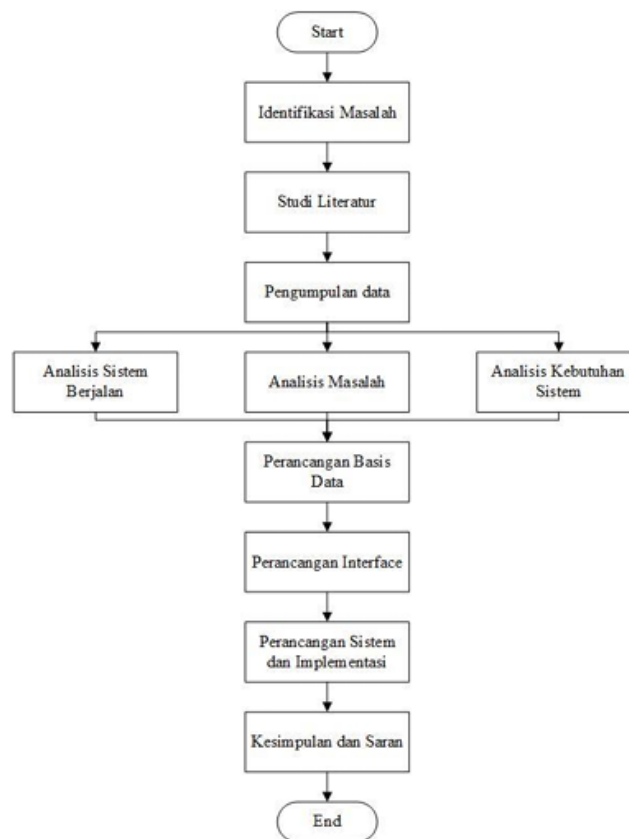 Start
Identifikasi Masalah
Studi Literatur
Pengumpulan data
Analisis Sistem
Berjalan
Analisis Masalah
Analisis Kebutuhan
Sistem
Perancangan Basis
Data
Perancangan Interface
Perancangan Sistem
dan Implementasi
Kesimpulan dan Saran
End